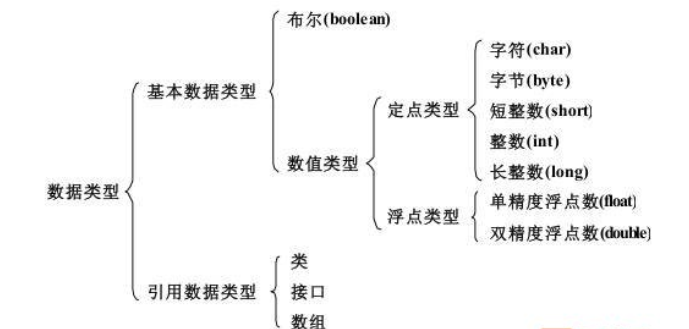 布尔(boolean)
字符(char)
字节(byte)
基本数据类型
定点类型
短整数(short)
整数(int)
数值类型
长整数(long)
数据类型
单精度浮点数(float)
浮点类型
双精度浮点数(double)
类
引用数据类型
接口
数组